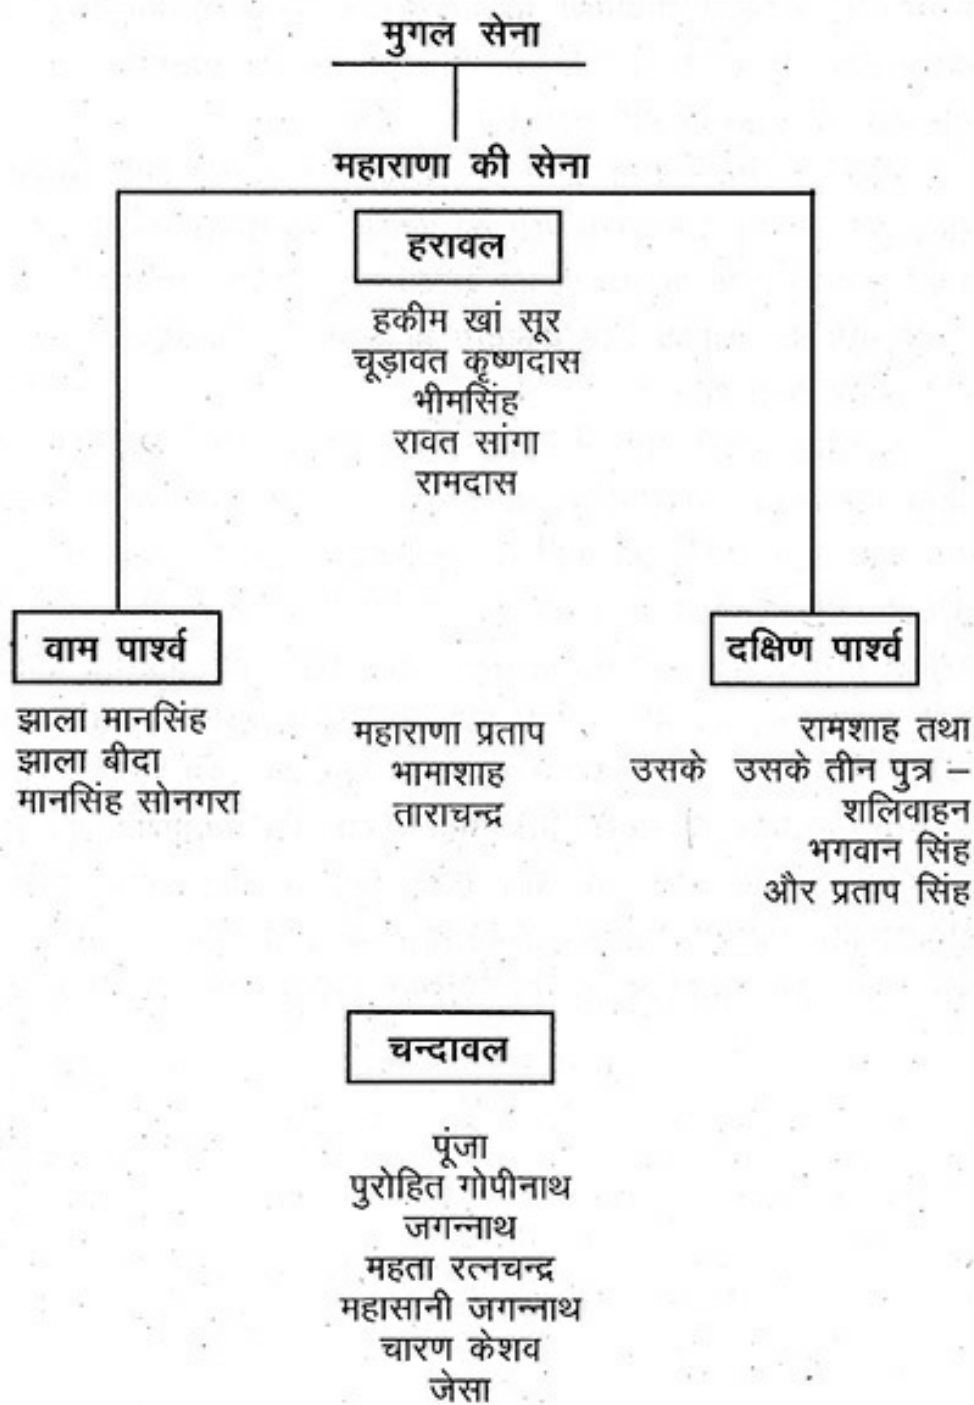 मुगल सेना
महाराणा की सेना
हरावल
हकीम खां सूर
चूड़ावत कृष्णदास
भीमसिंह
रावत सांगा
रामदास
वाम पार्श्व
झाला मानसिंह
झाला बीदा
मानसिंह सोनगरा
महाराणा प्रताप
भामाशाह
ताराचन्द्र
दक्षिण पार्श्व
रामशाह तथा
उसके उसके तीन पुत्र –
शलिवाहन
भगवान सिंह
और प्रताप सिंह
चन्दावल
पूंजा
पुरोहित गोपीनाथ
जगन्नाथ
महता रत्नचन्द्र
महासानी जगन्नाथ
चारण केशव
जेसा